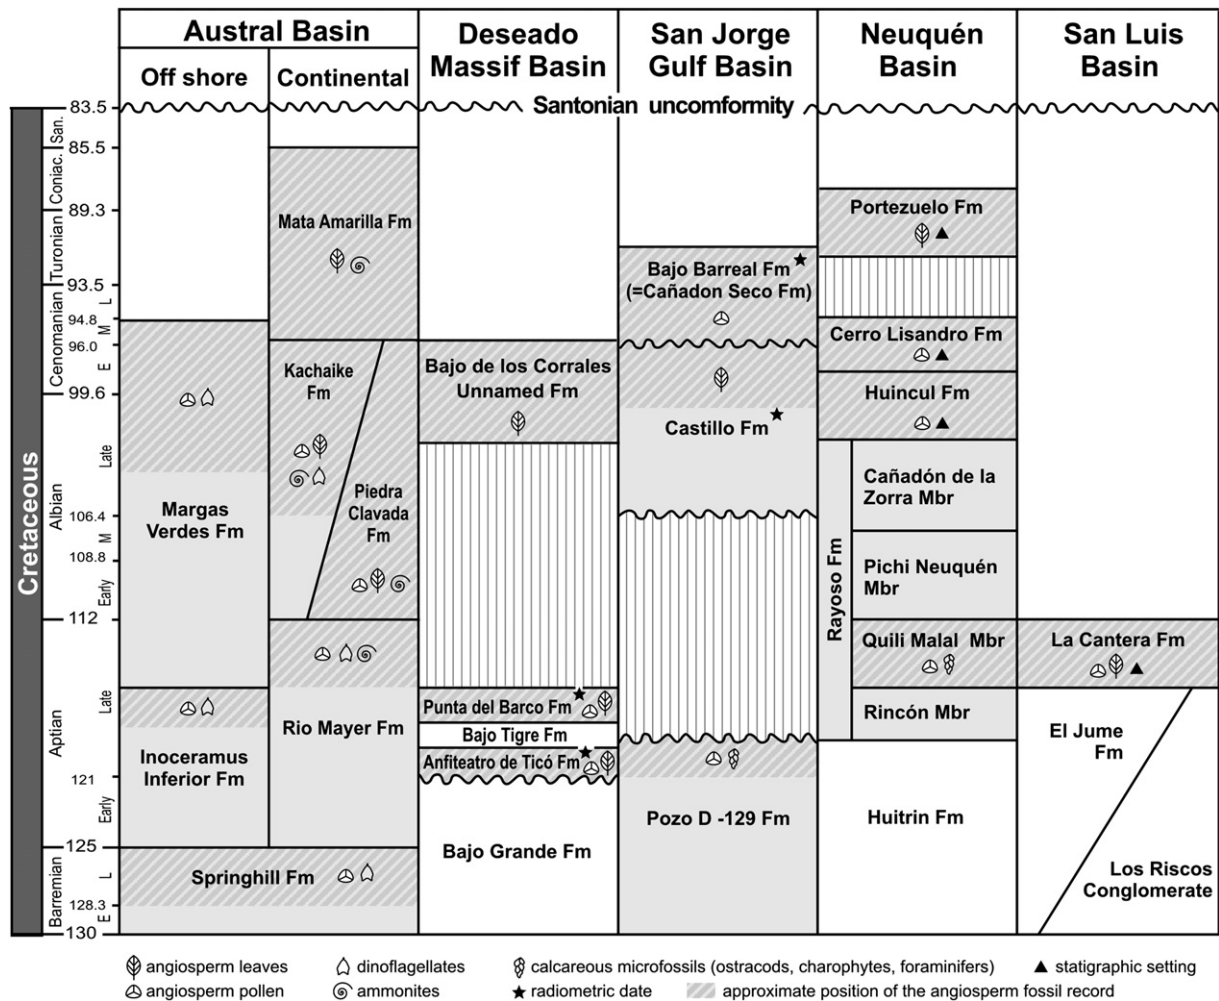 Austral Basin
Off shore
Continental
Deseado
Massif Basin
San Jorge
Gulf Basin
Neuquén
Basin
San Luis
Basin
Santonian uncomformity
Cretaceous
83.5
85.5
89.3
93.5
94.8
96.0
99.6
106.4
108.8
112
121
125
128.3
130
San.
Coniac.
Turonian
Cenomanian
L
M
E
Albian
Late
M
Early
Aptian
Late
Early
Barremian
L
E
Margas
Verdes Fm
Inoceramus
Inferior Fm
Springhill Fm
Mata Amarilla Fm
Kachaike
Fm
Piedra
Clavada
Fm
Rio Mayer Fm
Bajo de los Corrales
Unnamed Fm
Punta del Barco Fm
Bajo Tigre Fm
Anfiteatro de Ticó Fm
Bajo Grande Fm
Bajo Barreal Fm
(=Cañadon Seco Fm)
Castillo Fm
Pozo D -129 Fm
Portezuelo Fm
Cerro Lisandro Fm
Huincul Fm
Rayoso Fm
Cañadón de la
Zorra Mbr
Pichi Neuquén
Mbr
Quili Malal Mbr
Rincón Mbr
Huitrin Fm
La Cantera Fm
El Jume
Fm
Los Riscos
Conglomerate
angiosperm leaves
dinoflagellates
calcareous microfossils (ostracods, charophytes, foraminifers)
statigraphic setting
angiosperm pollen
ammonites
radiometric date
approximate position of the angiosperm fossil record